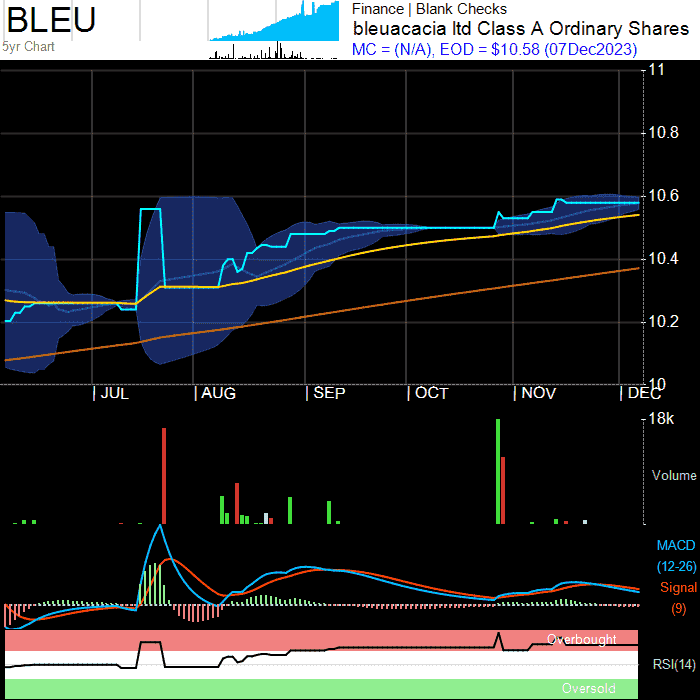 BLEU
5yr Chart
Finance | Blank Checks
bleuacacia ltd Class A Ordinary Shares
MC = (N/A), EOD = $10.58 (07Dec2023)
11
10.8
10.6
10.4
10.2
10
JUL AUG SEP OCT NOV DEC
18k
Volume
MACD
(12-26)
Signal
(9)
Overbought
RSI(14)
Oversold